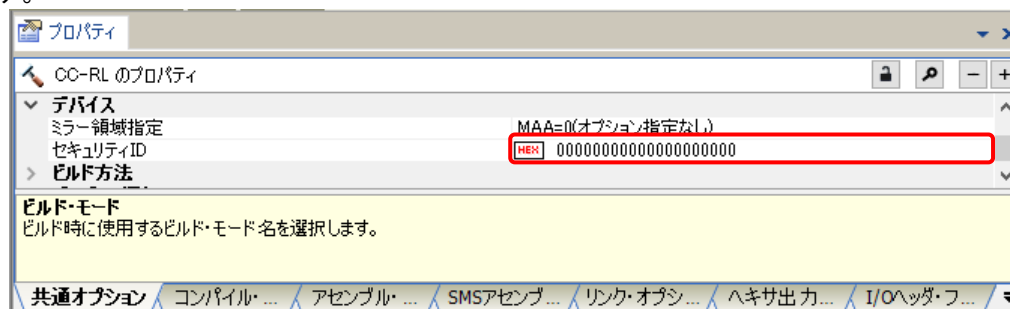 す。
プロパティ
CC-RL のプロパティ
デバイス
ミラー領域指定 MAA=0(オプション指定なし)
セキュリティID HEX 00000000000000000000
ビルド方法
ビルド・モード
ビルド時に使用するビルド・モード名を選択します。
共通オプション コンパイル・... アセンブル・... SMSアセンブ... リンク・オプシ... ヘキサ出力... I/Oヘッダ・フ...